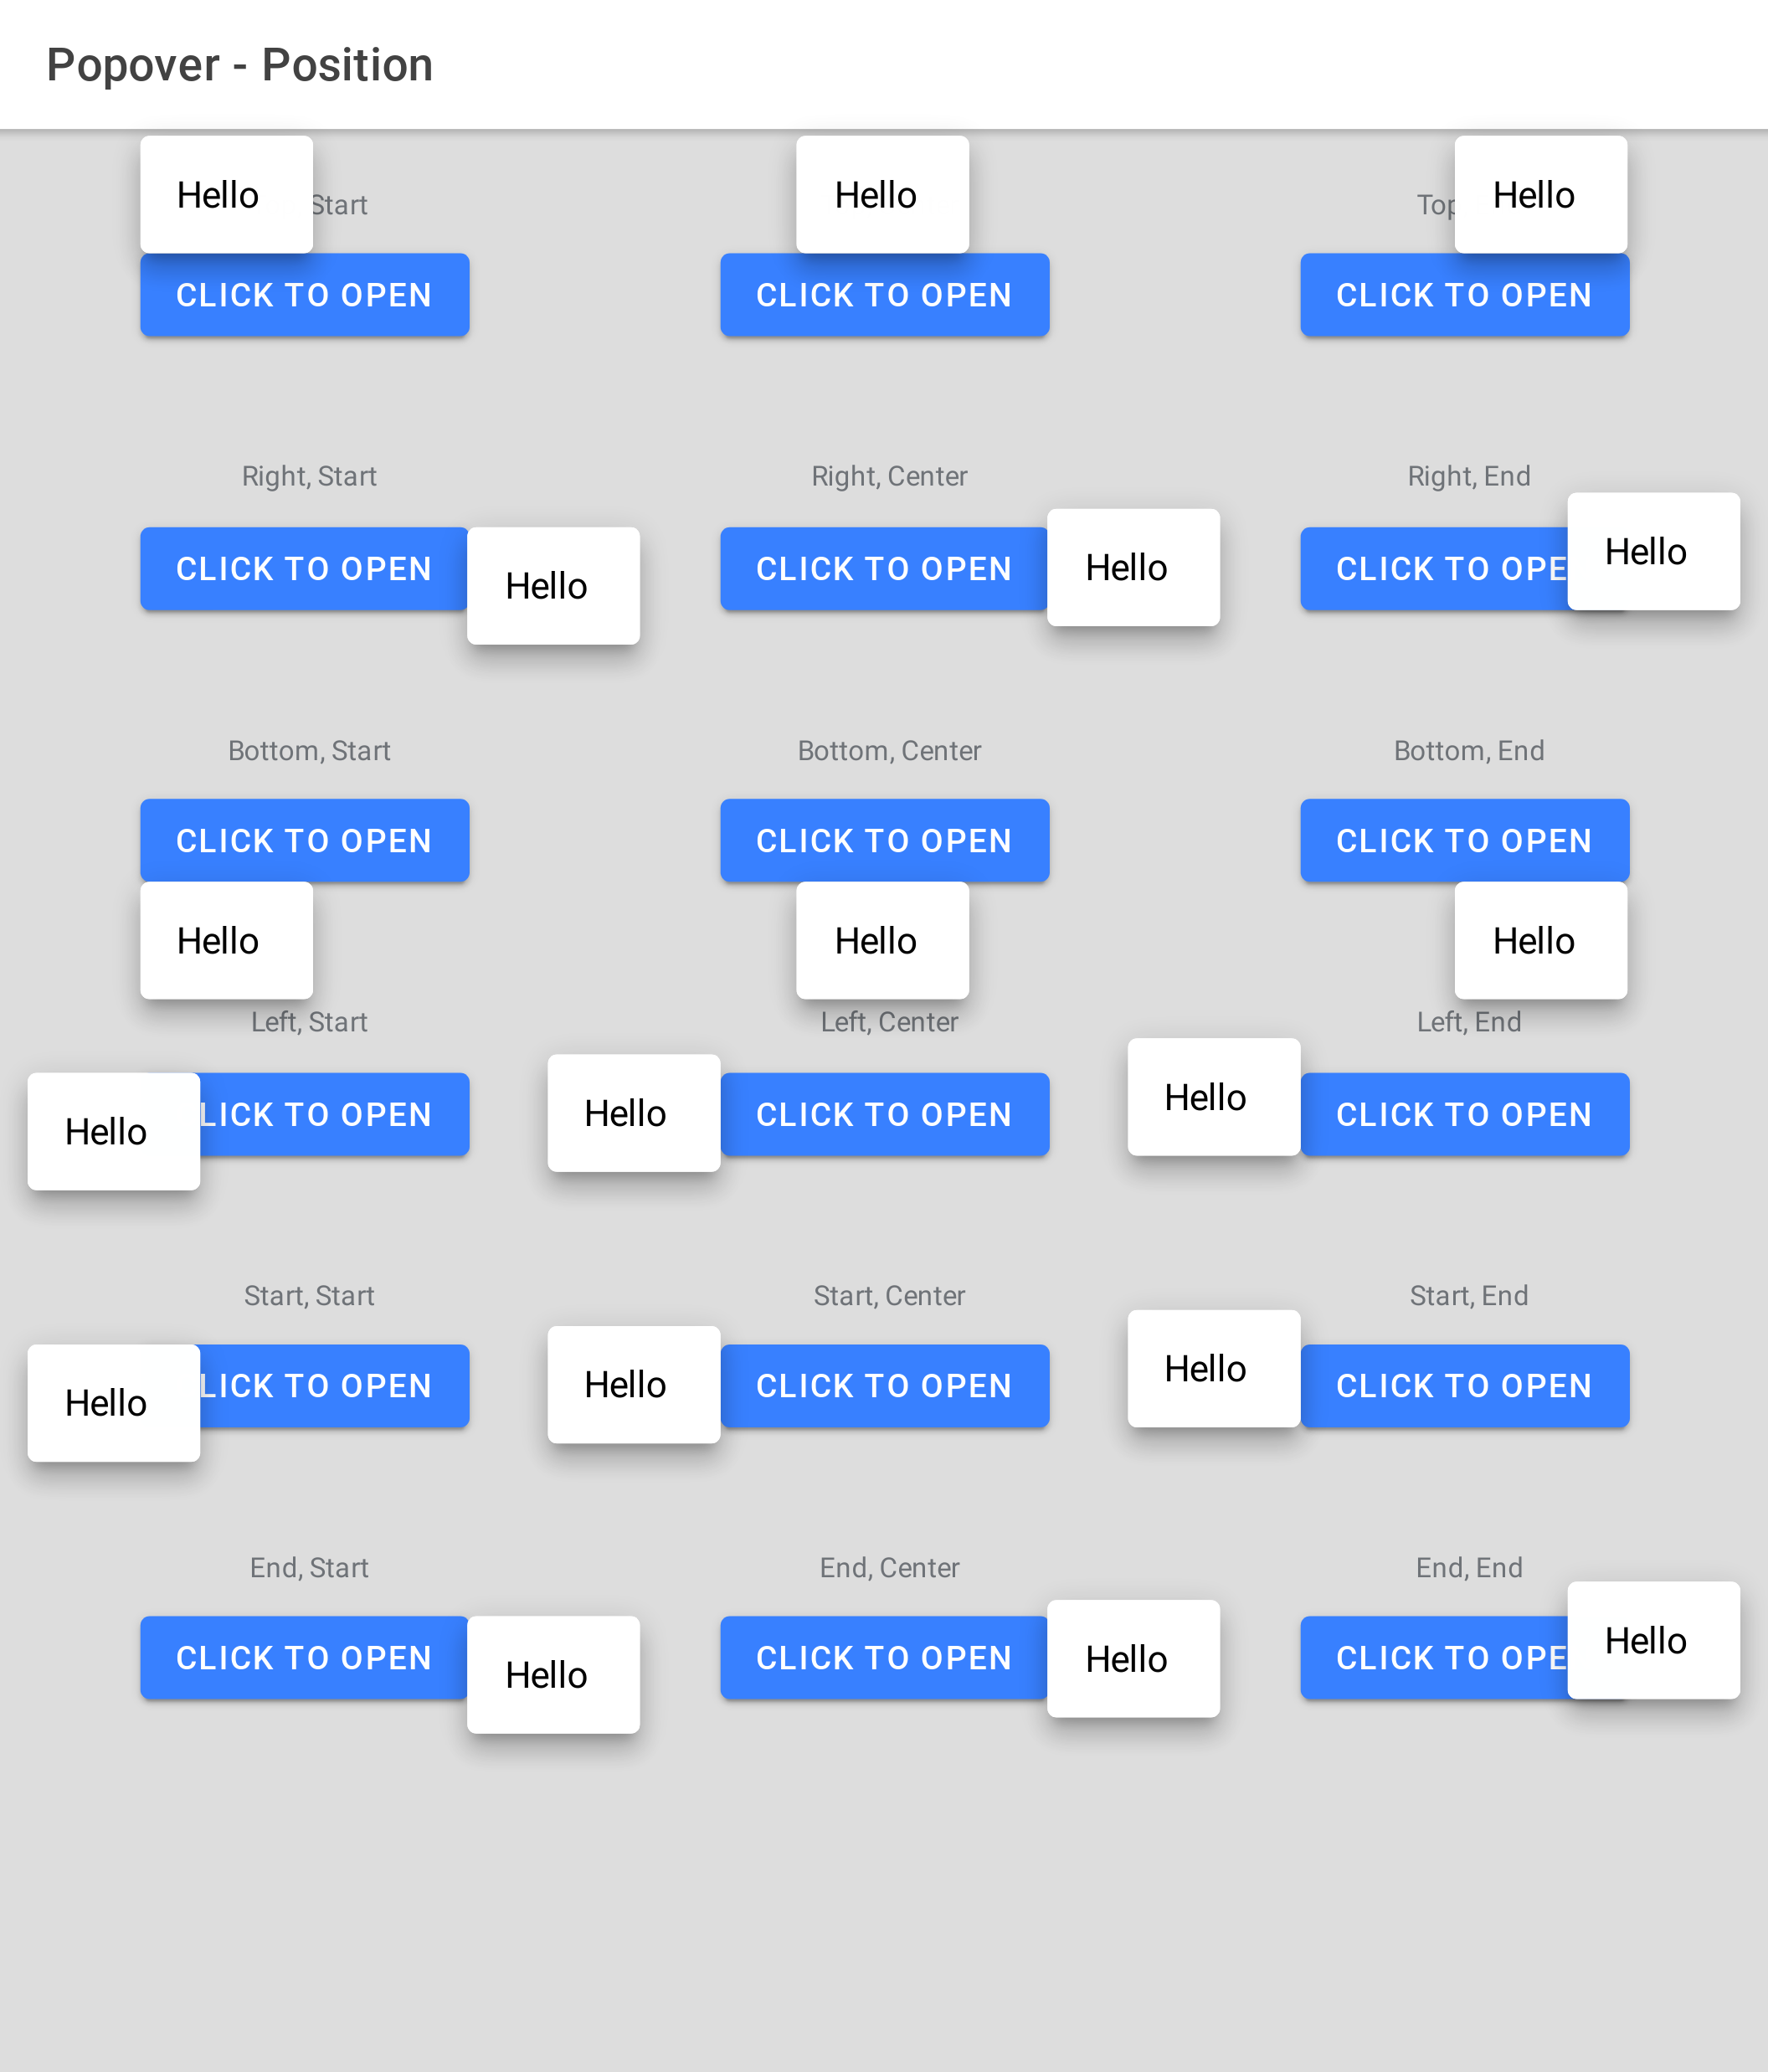 Popover - Position
Hello
Start
Hello
Top
Hello
CLICK TO OPEN
CLICK TO OPEN
CLICK TO OPEN
Right, Start
Right, Center
Right, End
CLICK TO OPEN
Hello
CLICK TO OPEN
Hello
CLICK TO OPE
Hello
Bottom, Start
Bottom, Center
Bottom, End
CLICK TO OPEN
CLICK TO OPEN
CLICK TO OPEN
Hello
Hello
Hello
Left, Start
Left, Center
Left, End
Hello
LICK TO OPEN
Hello
CLICK TO OPEN
Hello
CLICK TO OPEN
Start, Start
Start, Center
Start, End
Hello
LICK TO OPEN
Hello
CLICK TO OPEN
Hello
CLICK TO OPEN
End, Start
End, Center
End, End
CLICK TO OPEN
Hello
CLICK TO OPEN
Hello
CLICK TO OPE
Hello